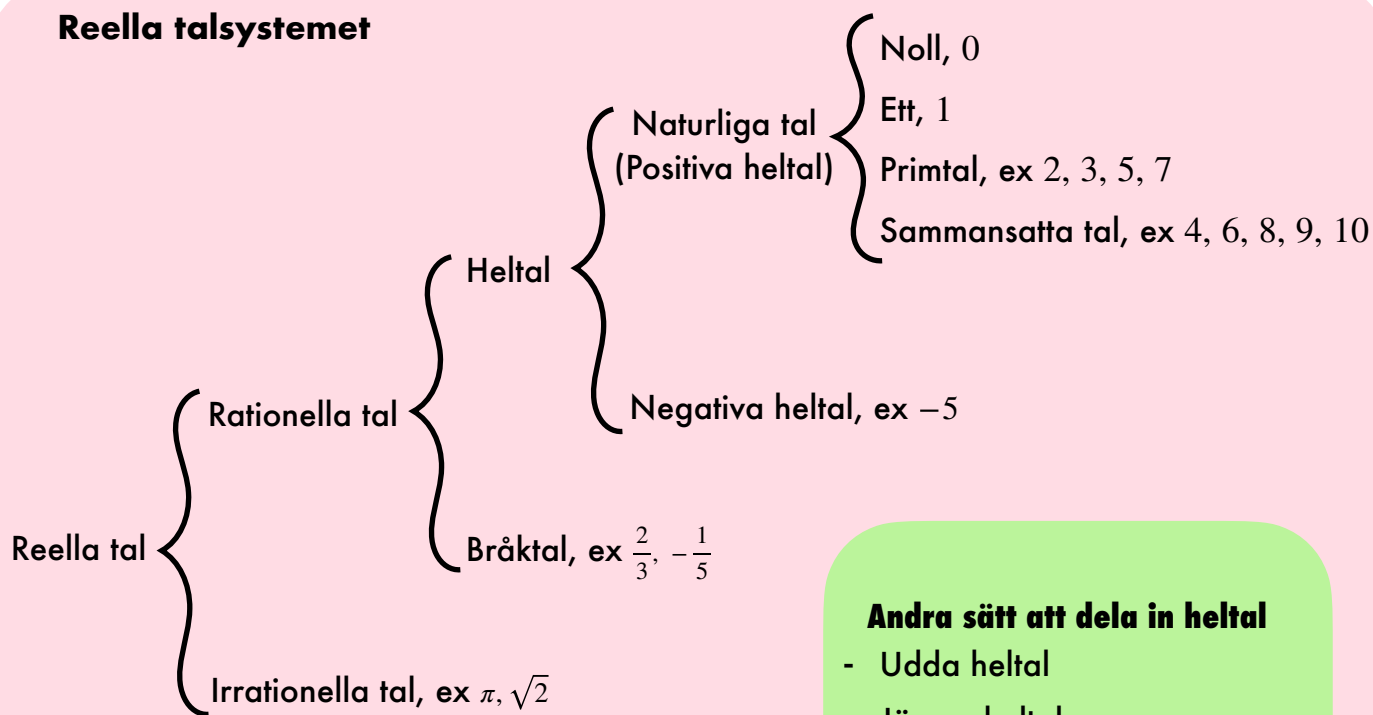 Reella talsystemet
Noll, 0
Ett, 1
Naturliga tal
(Positiva heltal)
Primtal, ex 2, 3, 5, 7
Sammansatta tal, ex 4, 6, 8, 9, 10
Heltal
Negativa heltal, ex −5
Rationella tal
Bråktal, ex 2/3, −1/5
Reella tal
Irrationella tal, ex π, √2
Andra sätt att dela in heltal
- Udda heltal